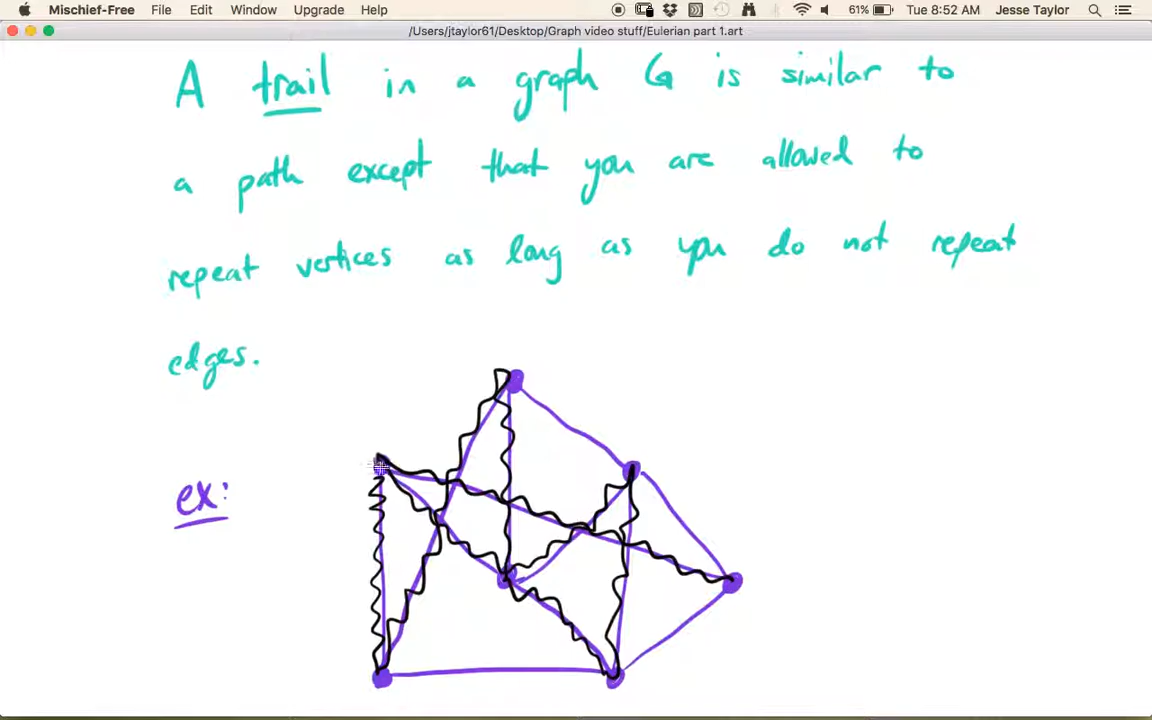 Mischief-Free File Edit Window Upgrade Help 61% Tue 8:52 AM Jesse Taylor
/Users/jtaylor61/Desktop/Graph video stuff/Eulerian part 1.art
A trail in a graph G is similar to
a path except that you are allowed to
repeat vertices as long as you do not repeat
edges.
ex: